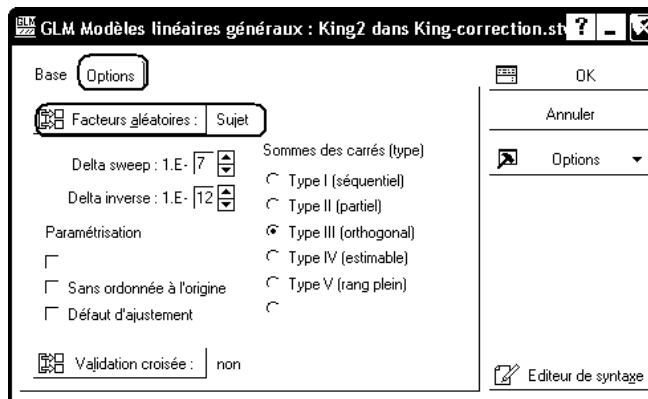 GLM Modèles linéaires généraux : King2 dans King-correction.st
Base Options
OK
Annuler
Options
Facteurs aléatoires : Sujet
Delta sweep : 1.E- 7
Delta inverse : 1.E- 12
Sommes des carrés (type)
Type I (séquentiel)
Type II (partiel)
Type III (orthogonal)
Type IV (estimable)
Type V (rang plein)
Paramétrisation
Sans ordonnée à l'origine
Défaut d'ajustement
Validation croisée : non
Editeur de syntaxe